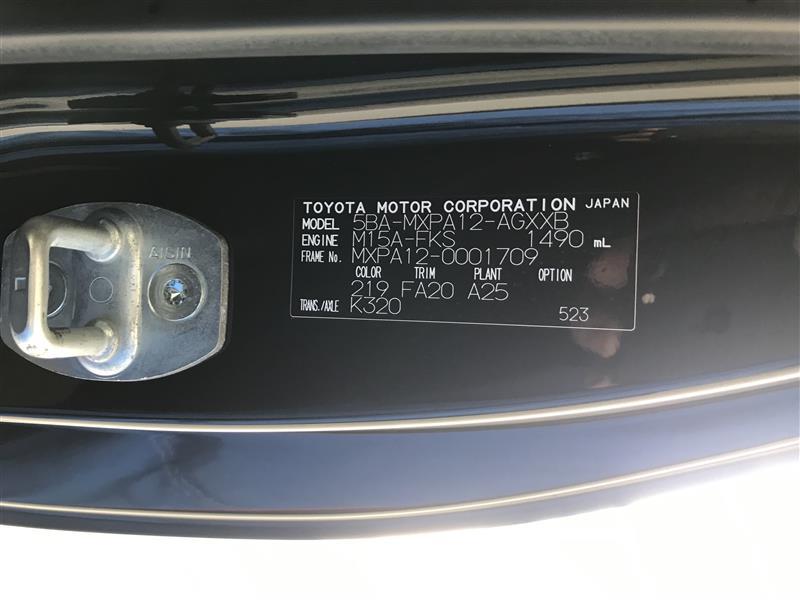 AISIN
TOYOTA MOTOR CORPORATION JAPAN
MODEL 5BA-MXPA12-AGXXB
ENGINE M15A-FKS 1490 mL
FRAME No. MXPA12-0001709
COLOR TRIM PLANT OPTION
219 FA20 A25
TRANS./AXLE K320
523